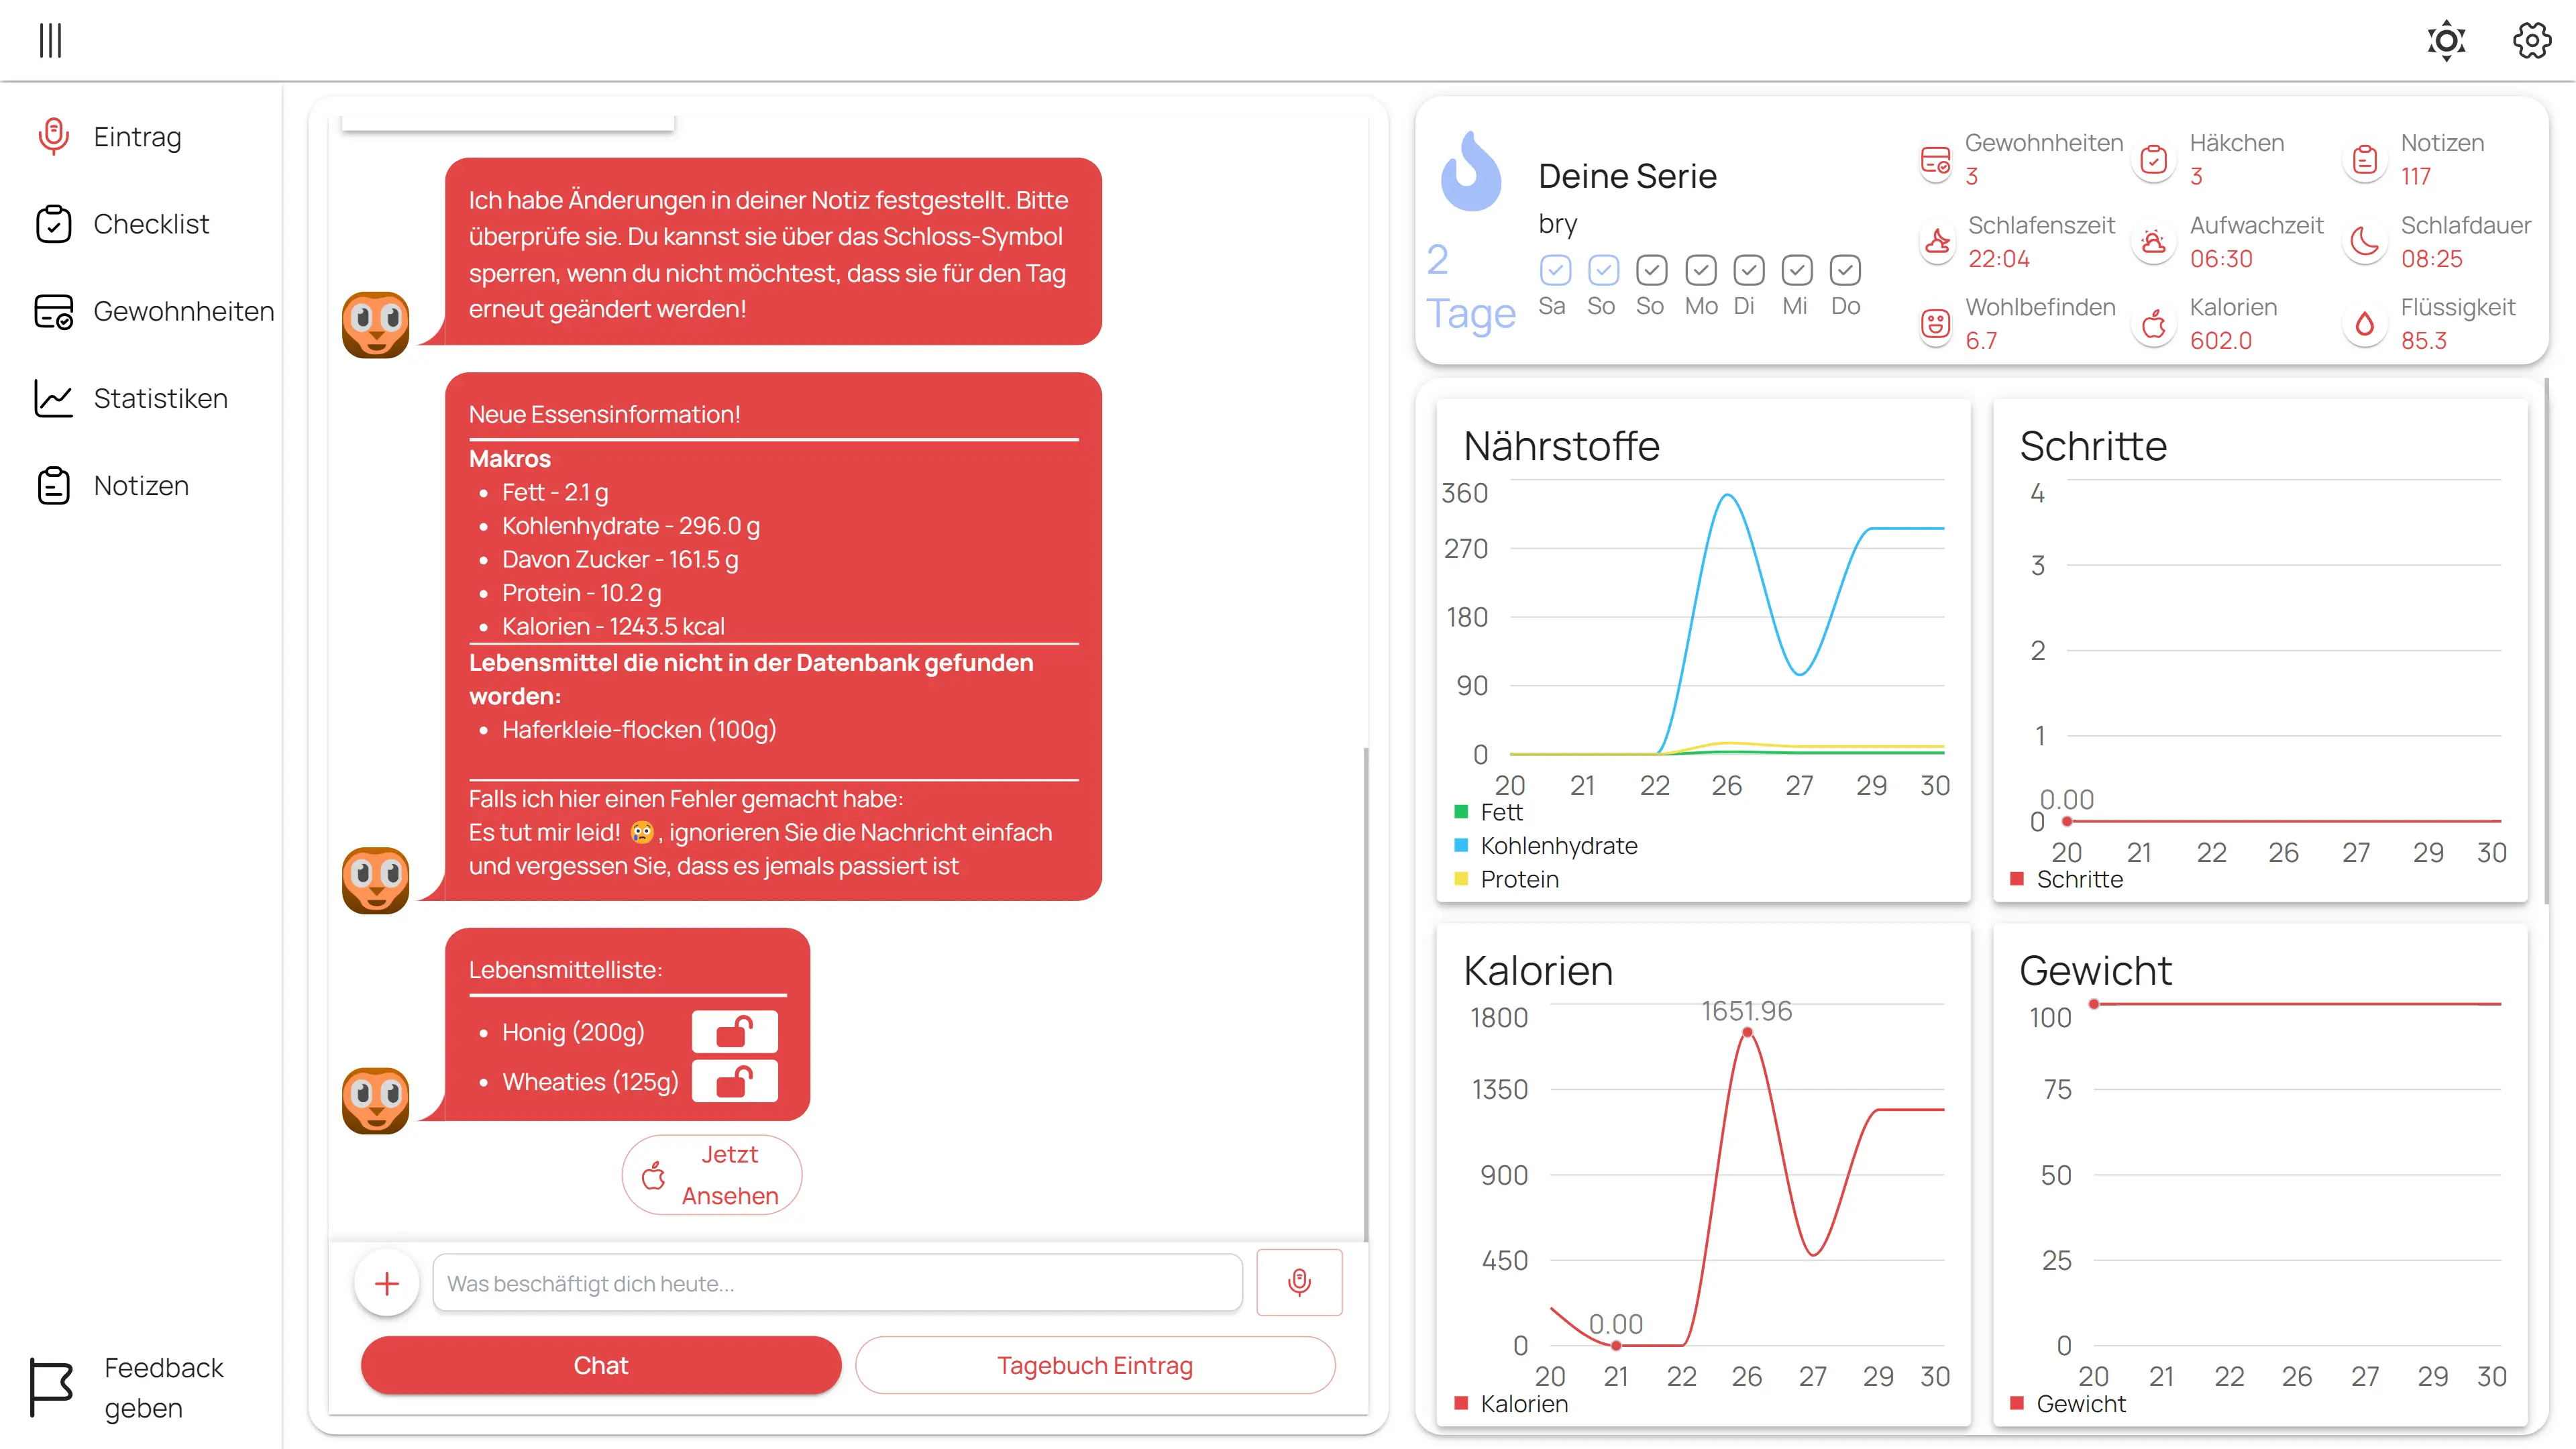 Eintrag
Checklist
Gewohnheiten
Statistiken
Notizen
Feedback
geben
Ich habe Änderungen in deiner Notiz festgestellt. Bitte
überprüfe sie. Du kannst sie über das Schloss-Symbol
sperren, wenn du nicht möchtest, dass sie für den Tag
erneut geändert werden!
Neue Essensinformation!
Makros
• Fett - 2.1 g
• Kohlenhydrate - 296.0 g
• Davon Zucker - 161.5 g
• Protein - 10.2 g
• Kalorien - 1243.5 kcal
Lebensmittel die nicht in der Datenbank gefunden
worden:
• Haferkleie-flocken (100g)
Falls ich hier einen Fehler gemacht habe:
Es tut mir leid! 😢, ignorieren Sie die Nachricht einfach
und vergessen Sie, dass es jemals passiert ist
Lebensmittelliste:
• Honig (200g)
• Wheaties (125g)
Jetzt
Ansehen
Was beschäftigt dich heute...
Chat
Tagebuch Eintrag
2
Tage
Deine Serie
bry
Sa So So Mo Di Mi Do
Gewohnheiten
3
Häkchen
3
Notizen
117
Schlafenszeit
22:04
Aufwachzeit
06:30
Schlafdauer
08:25
Wohlbefinden
6.7
Kalorien
602.0
Flüssigkeit
85.3
Nährstoffe
360
270
180
90
0
20 21 22 26 27 29 30
Fett
Kohlenhydrate
Protein
Schritte
4
3
2
1
0.00
0
20 21 22 26 27 29 30
Schritte
Kalorien
1651.96
1800
1350
900
450
0.00
0
20 21 22 26 27 29 30
Kalorien
Gewicht
100
75
50
25
0
20 21 22 26 27 29 30
Gewicht